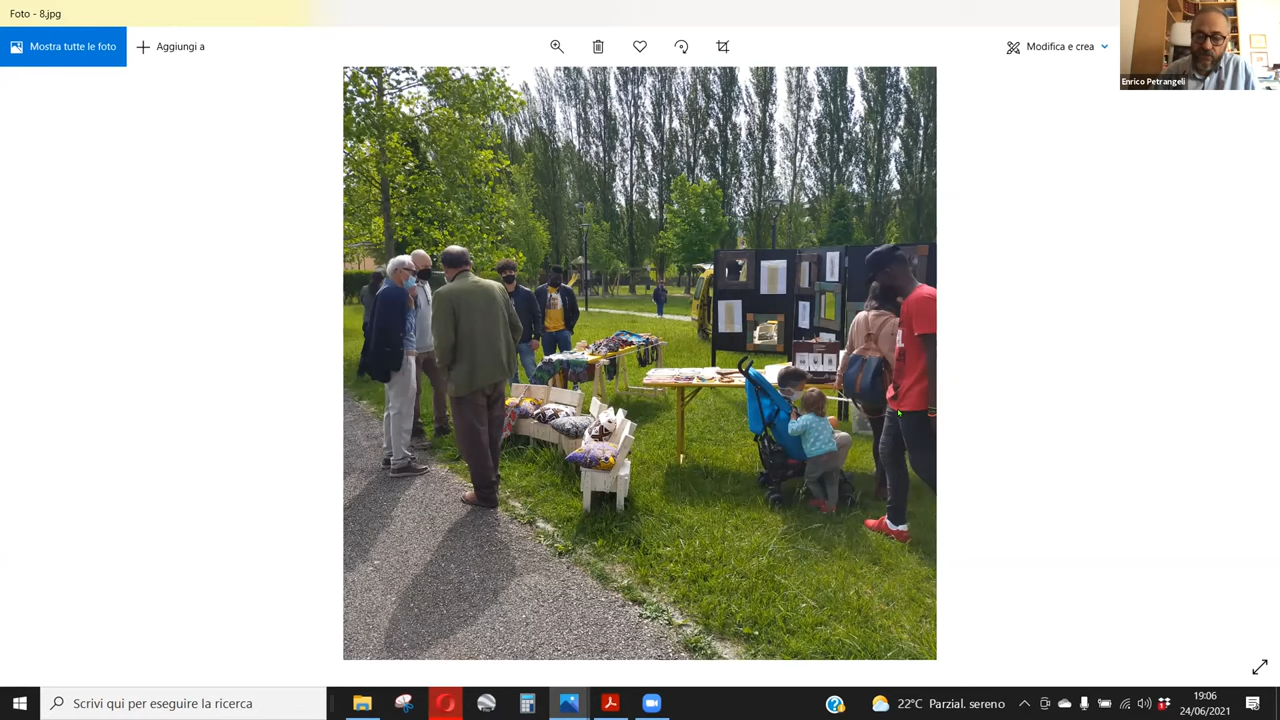 Foto - 8.jpg
Mostra tutte le foto
Aggiungi a
Modifica e crea
Enrico Petrangeli
Scrivi qui per eseguire la ricerca
22°C Parzial. sereno
19:06
24/06/2021